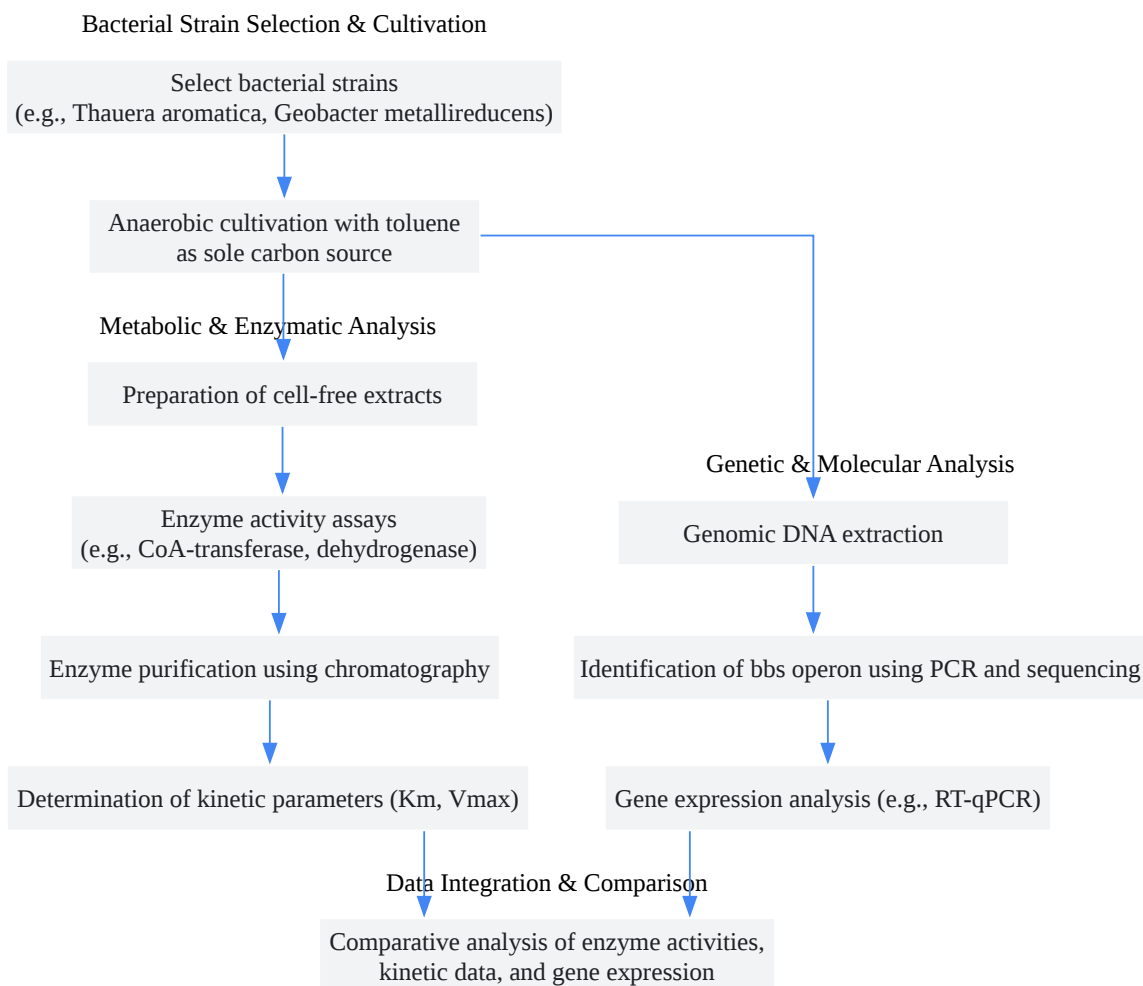 Bacterial Strain Selection & Cultivation
Select bacterial strains
(e.g., Thauera aromatica, Geobacter metallireducens)
Anaerobic cultivation with toluene
as sole carbon source
Metabolic & Enzymatic Analysis
Preparation of cell-free extracts
Enzyme activity assays
(e.g., CoA-transferase, dehydrogenase)
Enzyme purification using chromatography
Determination of kinetic parameters (Km, Vmax)
Genetic & Molecular Analysis
Genomic DNA extraction
Identification of bbs operon using PCR and sequencing
Gene expression analysis (e.g., RT-qPCR)
Data Integration & Comparison
Comparative analysis of enzyme activities,
kinetic data, and gene expression